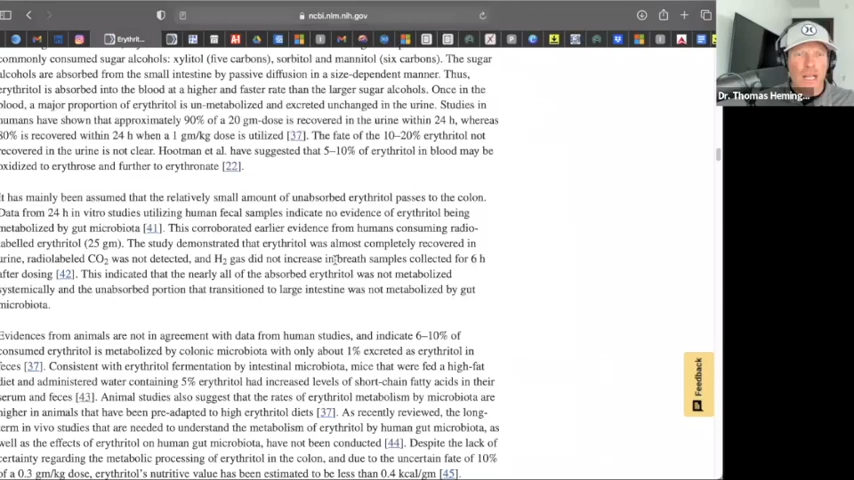 ncbi.nlm.nih.gov
Erythrit...
commonly consumed sugar alcohols: xylitol (five carbons), sorbitol and mannitol (six carbons). The sugar
alcohols are absorbed from the small intestine by passive diffusion in a size-dependent manner. Thus,
erythritol is absorbed into the blood at a higher and faster rate than the larger sugar alcohols. Once in the
blood, a major proportion of erythritol is un-metabolized and excreted unchanged in the urine. Studies in
humans have shown that approximately 90% of a 20 gm-dose is recovered in the urine within 24 h, whereas
80% is recovered within 24 h when a 1 gm/kg dose is utilized [37]. The fate of the 10–20% erythritol not
recovered in the urine is not clear. Hootman et al. have suggested that 5–10% of erythritol in blood may be
oxidized to erythrose and further to erythronate [22].
It has mainly been assumed that the relatively small amount of unabsorbed erythritol passes to the colon.
Data from 24 h in vitro studies utilizing human fecal samples indicate no evidence of erythritol being
metabolized by gut microbiota [41]. This corroborated earlier evidence from humans consuming radio-
labelled erythritol (25 gm). The study demonstrated that erythritol was almost completely recovered in
urine, radiolabeled CO₂ was not detected, and H₂ gas did not increase in breath samples collected for 6 h
after dosing [42]. This indicated that the nearly all of the absorbed erythritol was not metabolized
systemically and the unabsorbed portion that transitioned to large intestine was not metabolized by gut
microbiota.
Evidences from animals are not in agreement with data from human studies, and indicate 6–10% of
consumed erythritol is metabolized by colonic microbiota with only about 1% excreted as erythritol in
feces [37]. Consistent with erythritol fermentation by intestinal microbiota, mice that were fed a high-fat
diet and administered water containing 5% erythritol had increased levels of short-chain fatty acids in their
serum and feces [43]. Animal studies also suggest that the rates of erythritol metabolism by microbiota are
higher in animals that have been pre-adapted to high erythritol diets [37]. As recently reviewed, the long-
term in vivo studies that are needed to understand the metabolism of erythritol by human gut microbiota, as
well as the effects of erythritol on human gut microbiota, have not been conducted [44]. Despite the lack of
certainty regarding the metabolic processing of erythritol in the colon, and due to the uncertain fate of 10%
of a 0.3 gm/kg dose, erythritol's nutritive value has been estimated to be less than 0.4 kcal/gm [45].
Feedback
Dr. Thomas Heming...